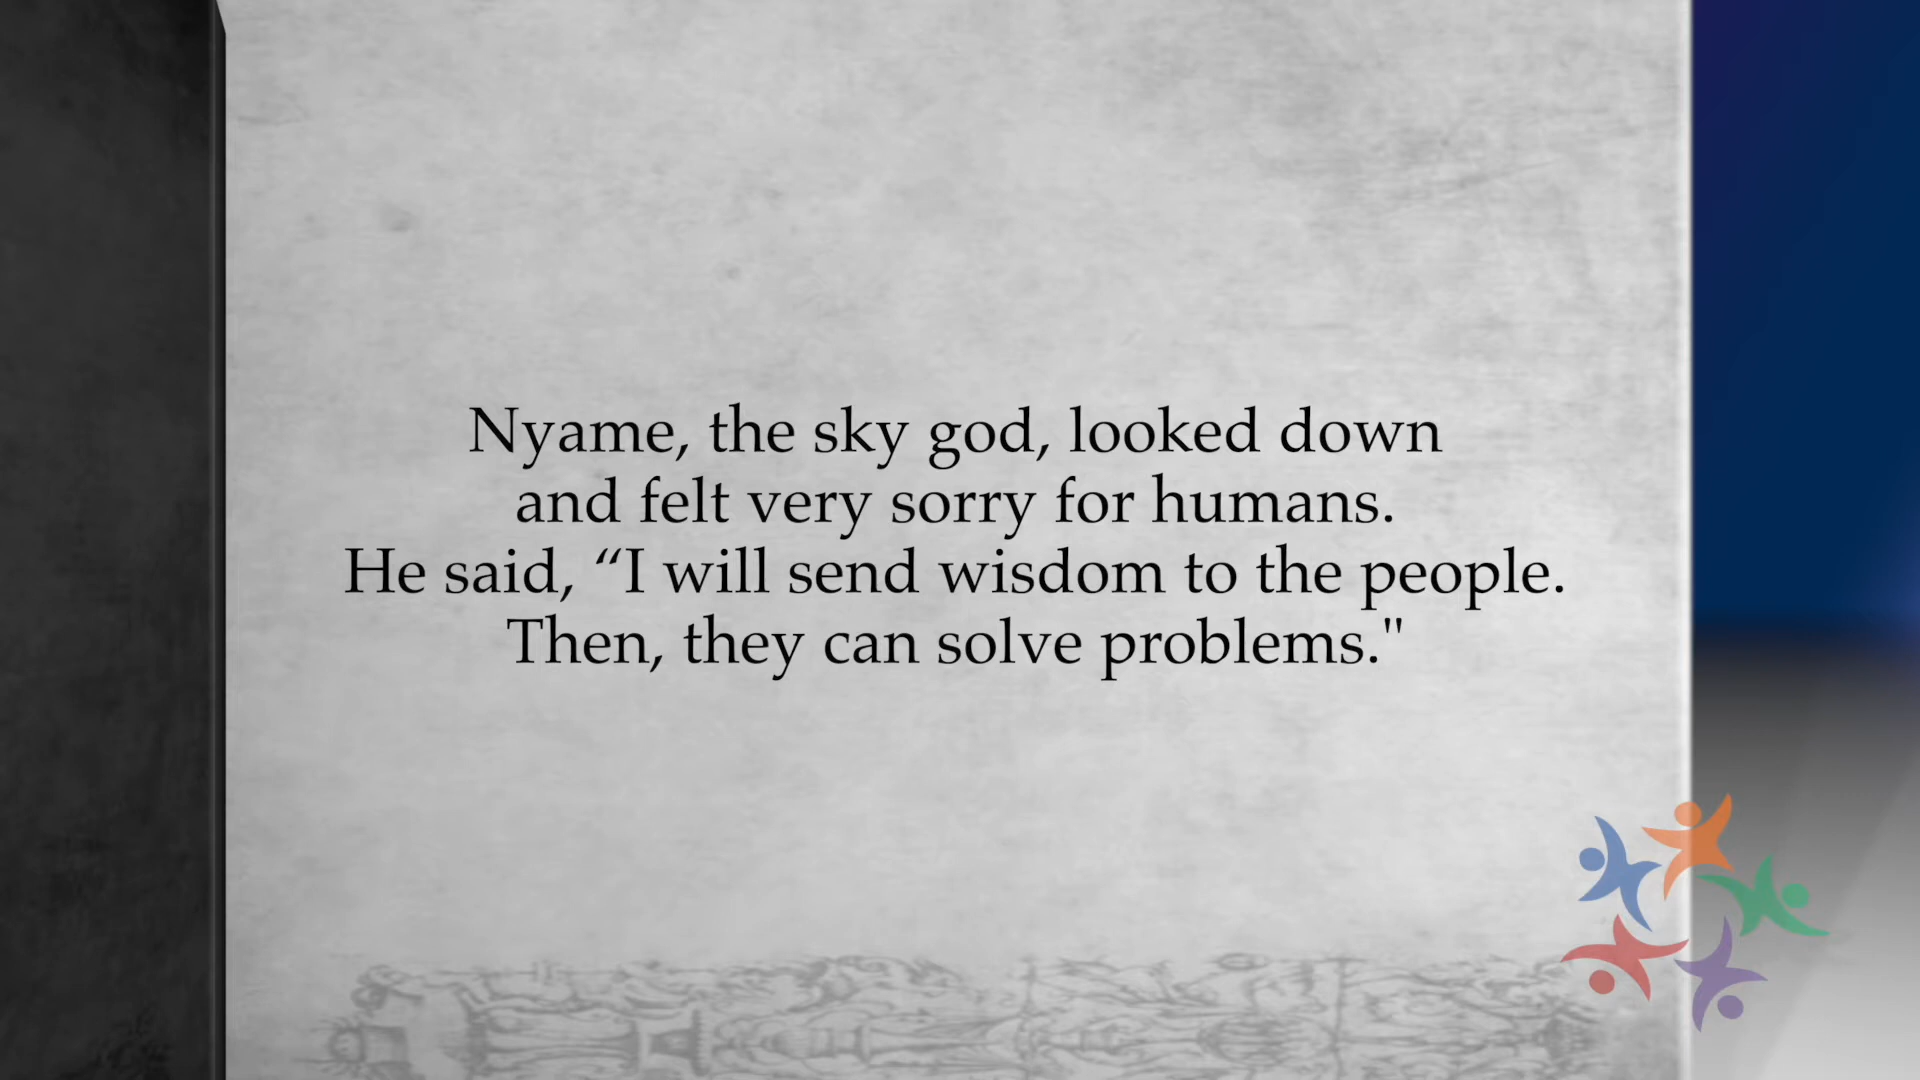 Nyame, the sky god, looked down
and felt very sorry for humans.
He said, “I will send wisdom to the people.
Then, they can solve problems."